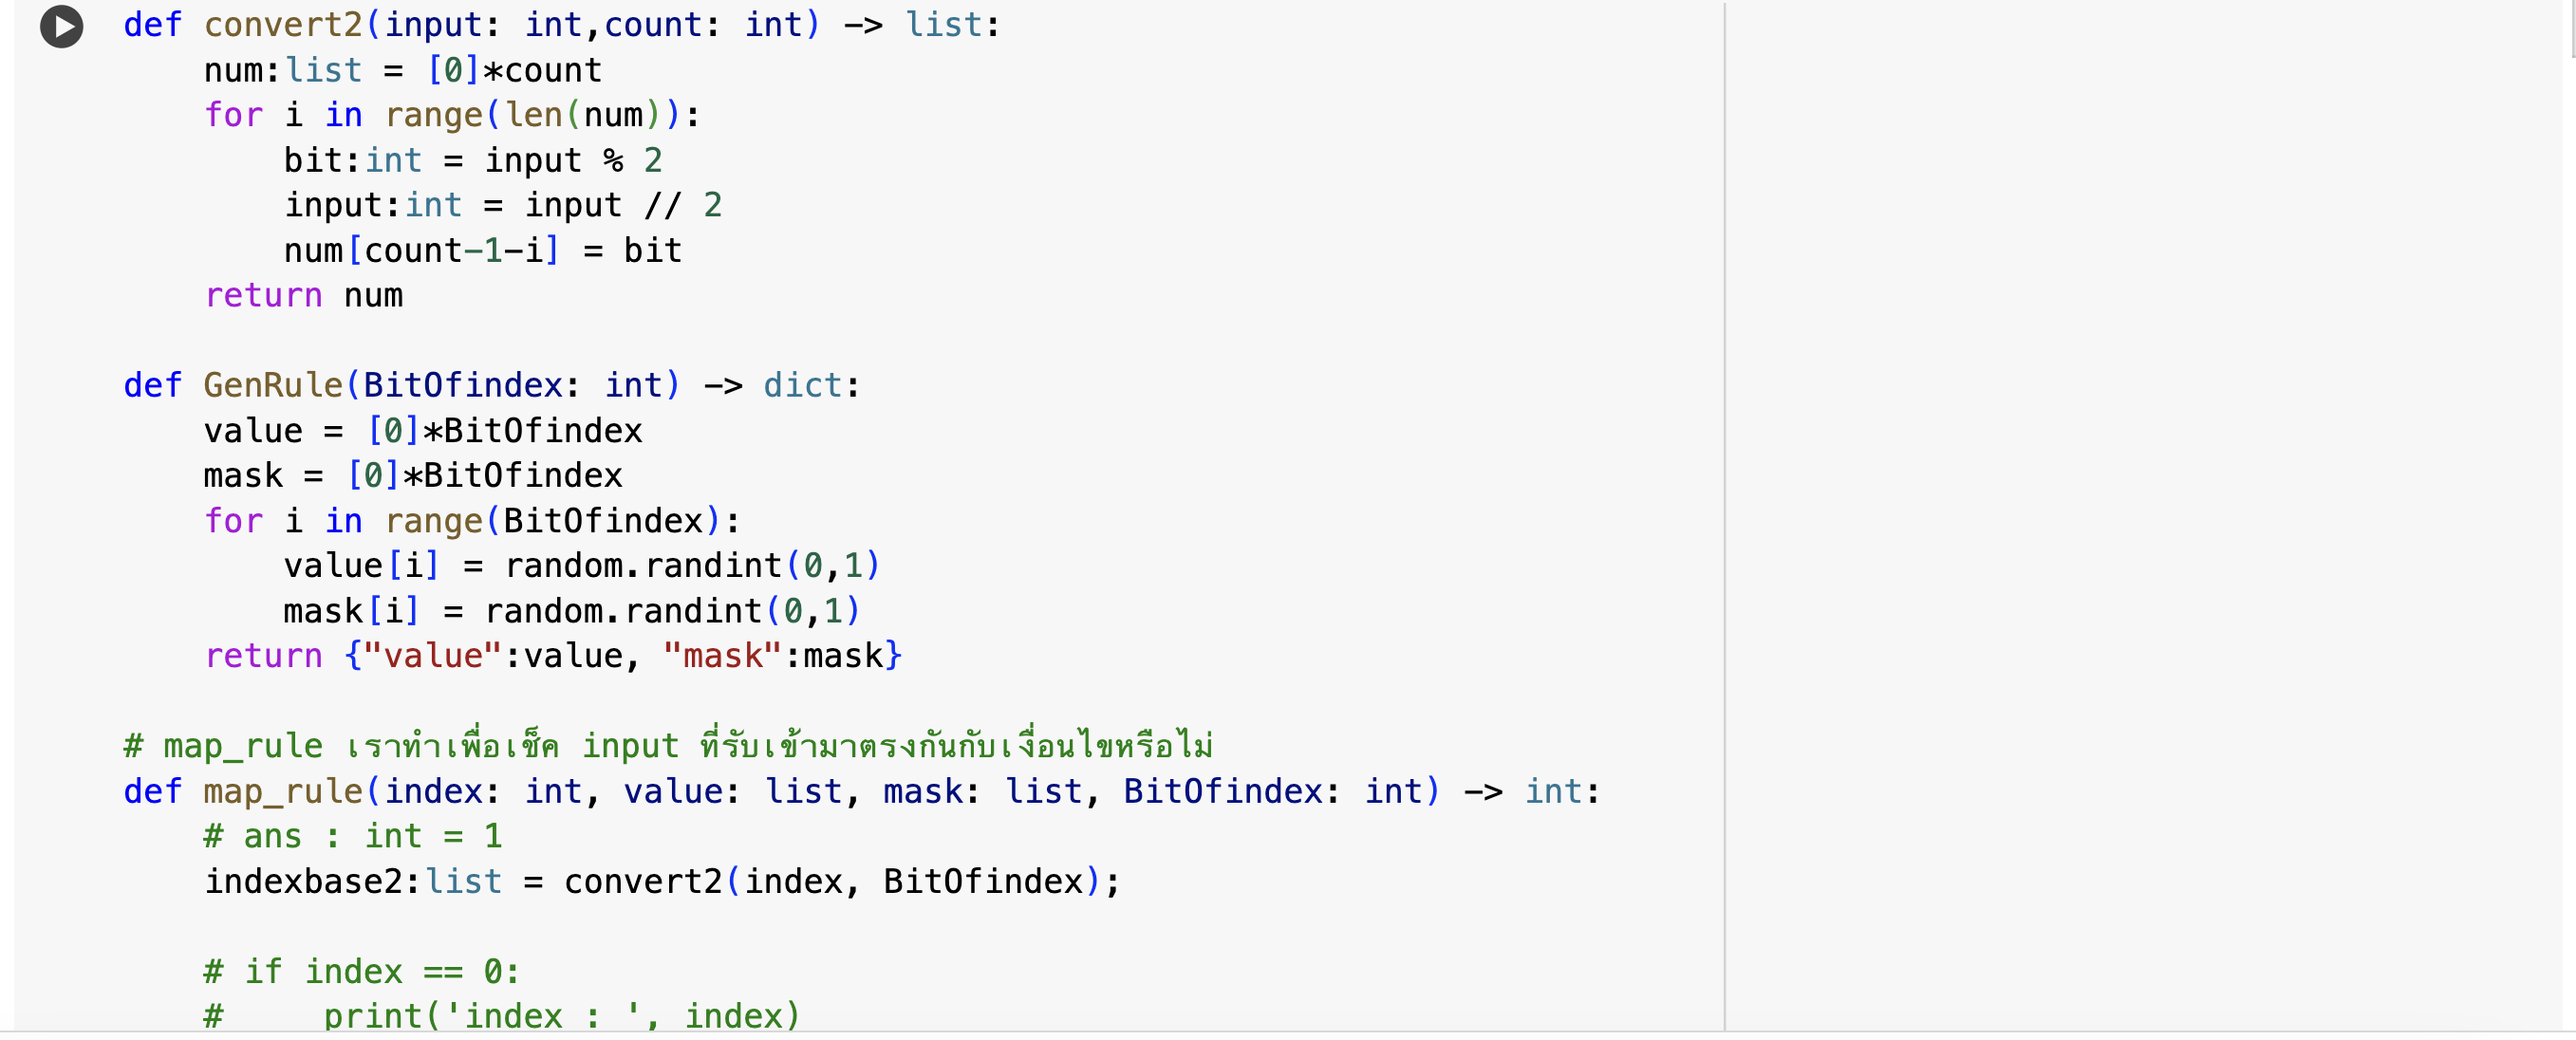 def convert2(input: int,count: int) -> list:
    num:list = [0]*count
    for i in range(len(num)):
        bit:int = input % 2
        input:int = input // 2
        num[count-1-i] = bit
    return num

def GenRule(BitOfindex: int) -> dict:
    value = [0]*BitOfindex
    mask = [0]*BitOfindex
    for i in range(BitOfindex):
        value[i] = random.randint(0,1)
        mask[i] = random.randint(0,1)
    return {"value":value, "mask":mask}

# map_rule เราทำเพื่อเช็ค input ที่รับเข้ามาตรงกันกับเงื่อนไขหรือไม่
def map_rule(index: int, value: list, mask: list, BitOfindex: int) -> int:
    # ans : int = 1
    indexbase2:list = convert2(index, BitOfindex);

    # if index == 0:
    #     print('index : ', index)